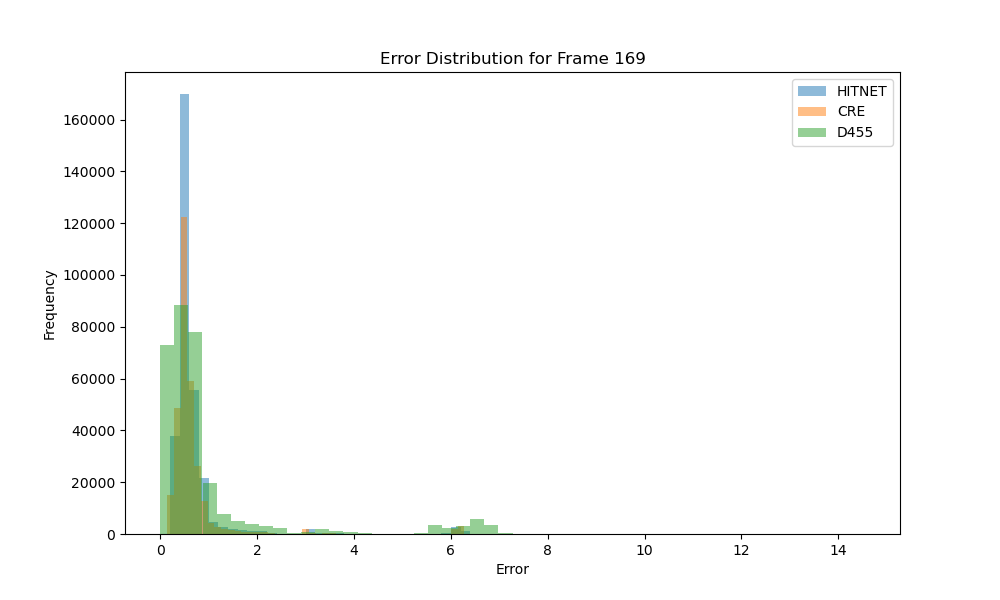 Error Distribution for Frame 169
HITNET
CRE
D455
160000
140000
120000
100000
80000
60000
40000
20000
0
Frequency
0 2 4 6 8 10 12 14
Error